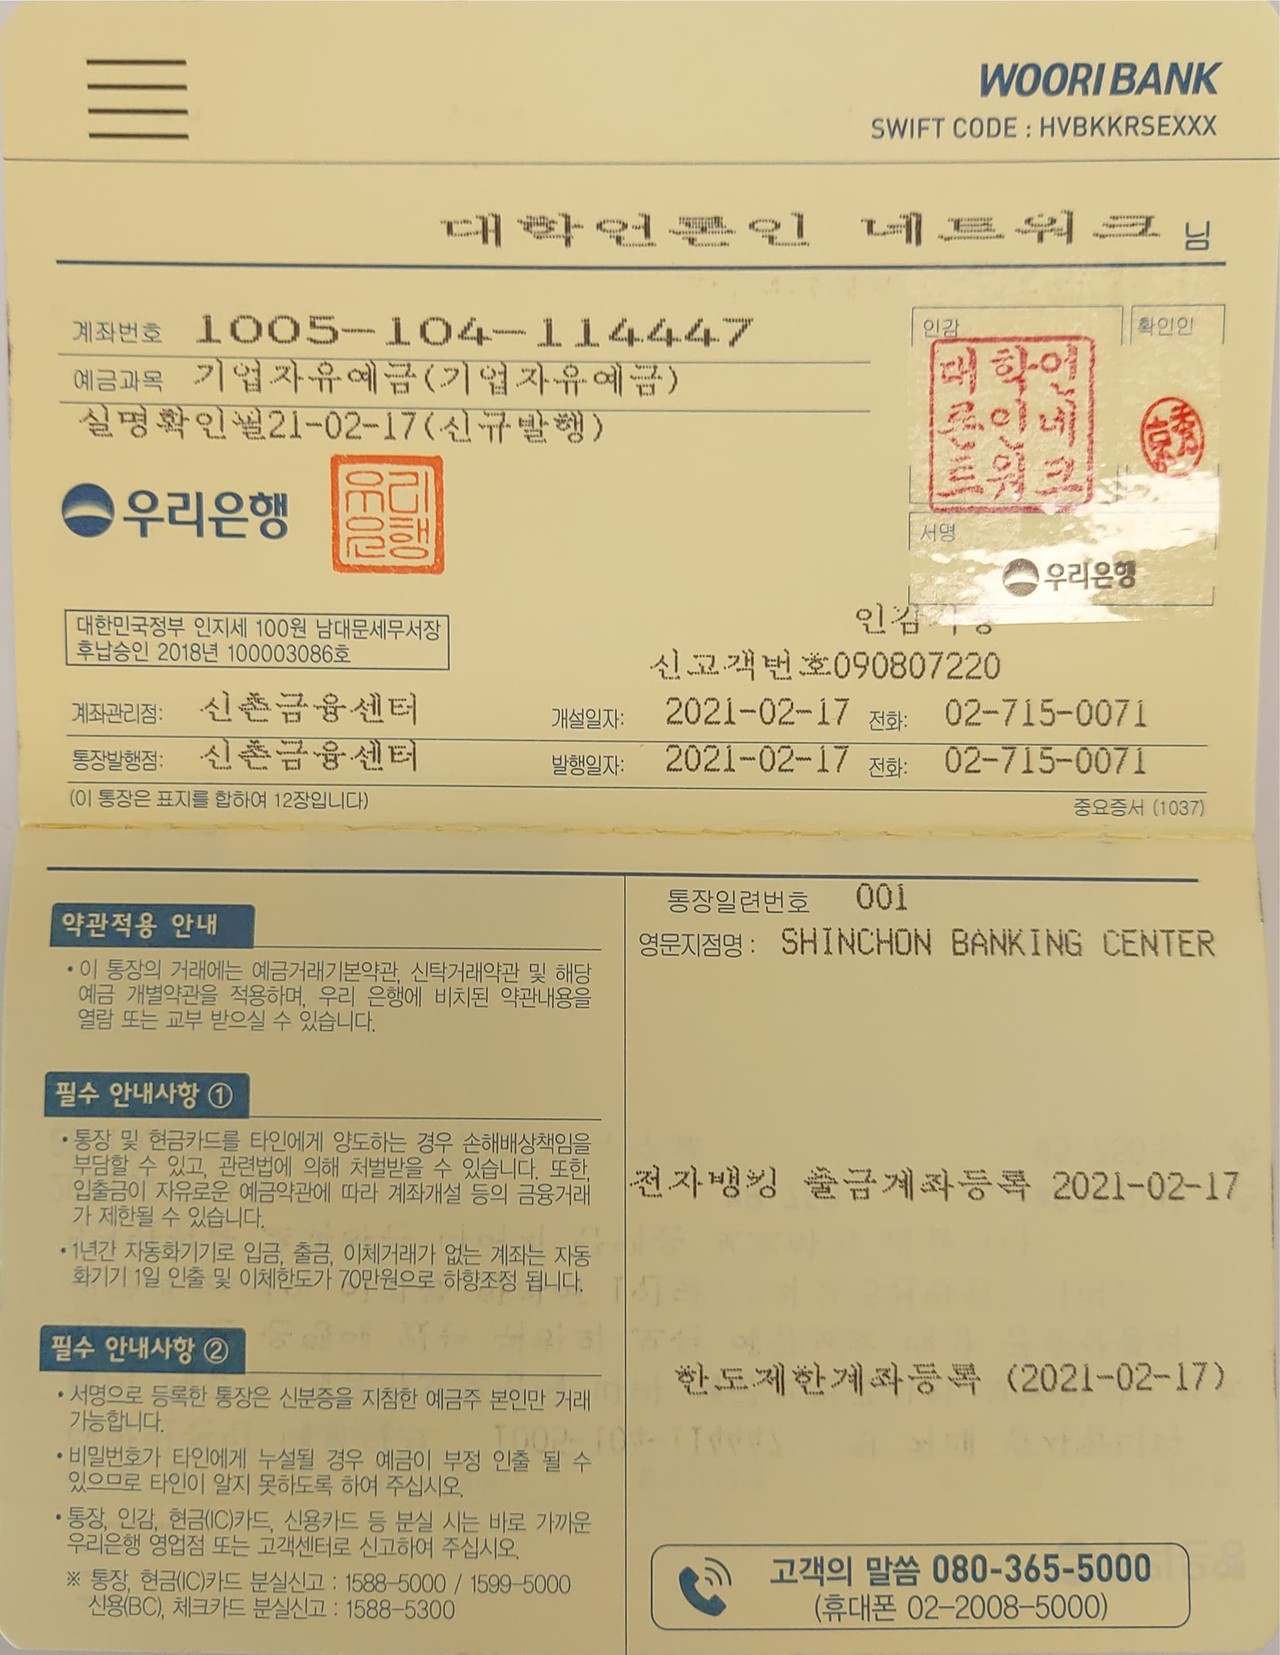 WOORI BANK
SWIFT CODE : HVBKKRSEXXX
대학언론인 네트워크 님
계좌번호 1005-104-114447
예금과목 기업자유예금(기업자유예금)
실명확인필21-02-17(신규발행)
인감
확인인
대학언
론인네
트워크
우리은행
우리
은행
서명
우리은행
대한민국정부 인지세 100원 남대문세무서장
후납승인 2018년 100003086호
인감
신고객번호090807220
계좌관리점: 신촌금융센터 개설일자: 2021-02-17 전화: 02-715-0071
통장발행점: 신촌금융센터 발행일자: 2021-02-17 전화: 02-715-0071
(이 통장은 표지를 합하여 12장입니다)
중요증서 (1037)
통장일련번호 001
영문지점명 : SHINCHON BANKING CENTER
약관적용 안내
• 이 통장의 거래에는 예금거래기본약관, 신탁거래약관 및 해당
예금 개별약관을 적용하며, 우리 은행에 비치된 약관내용을
열람 또는 교부 받으실 수 있습니다.
필수 안내사항 ①
• 통장 및 현금카드를 타인에게 양도하는 경우 손해배상책임을
부담할 수 있고, 관련법에 의해 처벌받을 수 있습니다. 또한,
입출금이 자유로운 예금약관에 따라 계좌개설 등의 금융거래
가 제한될 수 있습니다.
• 1년간 자동화기기로 입금, 출금, 이체거래가 없는 계좌는 자동
화기기 1일 인출 및 이체한도가 70만원으로 하향조정 됩니다.
전자뱅킹 출금계좌등록 2021-02-17
필수 안내사항 ②
• 서명으로 등록한 통장은 신분증을 지참한 예금주 본인만 거래
가능합니다.
• 비밀번호가 타인에게 누설될 경우 예금이 부정 인출 될 수
있으므로 타인이 알지 못하도록 하여 주십시오.
• 통장, 인감, 현금(IC)카드, 신용카드 등 분실 시는 바로 가까운
우리은행 영업점 또는 고객센터로 신고하여 주십시오.
※ 통장, 현금(IC)카드 분실신고 : 1588-5000 / 1599-5000
신용(BC), 체크카드 분실신고 : 1588-5300
한도제한계좌등록 (2021-02-17)
고객의 말씀 080-365-5000
(휴대폰 02-2008-5000)